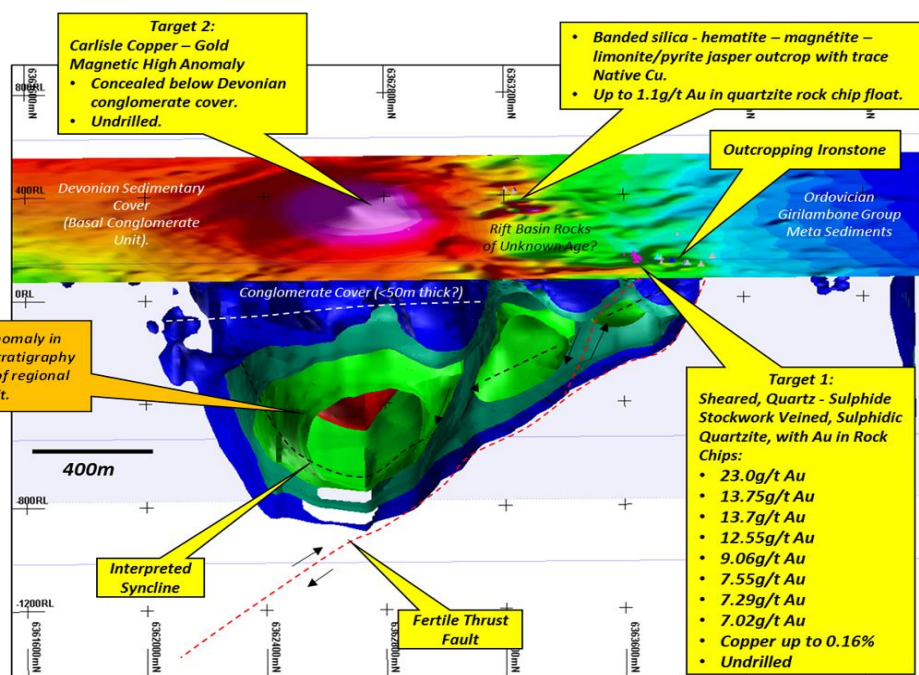 Target 2:
Carlisle Copper – Gold
Magnetic High Anomaly
• Concealed below Devonian
conglomerate cover.
• Undrilled.
• Banded silica - hematite – magnétite –
limonite/pyrite jasper outcrop with trace
Native Cu.
• Up to 1.1g/t Au in quartzite rock chip float.
Outcropping Ironstone
800RL
400RL
Devonian Sedimentary
Cover
(Basal Conglomerate
Unit).
Rift Basin Rocks
of Unknown Age?
Ordovician
Girilambone Group
Meta Sediments
0RL
Conglomerate Cover (<50m thick?)
nomaly in
tratigraphy
of regional
lt.
400m
-800RL
-1200RL
Interpreted
Syncline
Fertile Thrust
Fault
Target 1:
Sheared, Quartz - Sulphide
Stockwork Veined, Sulphidic
Quartzite, with Au in Rock
Chips:
• 23.0g/t Au
• 13.75g/t Au
• 13.7g/t Au
• 12.55g/t Au
• 9.06g/t Au
• 7.55g/t Au
• 7.29g/t Au
• 7.02g/t Au
• Copper up to 0.16%
• Undrilled
6362800mN
6363200mN
6361600mN
6362000mN
6362400mN
6362800mN
6363600mN